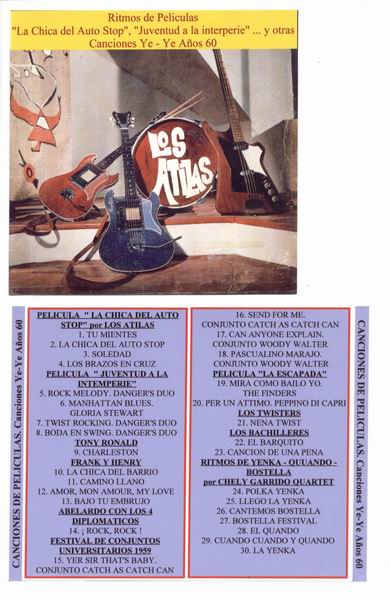 Ritmos de Peliculas
"La Chica del Auto Stop", "Juventud a la interperie" ... y otras
Canciones Ye - Ye Años 60
LOS
ATILAS
CANCIONES DE PELICULAS. Canciones Ye-Ye Años 60
PELICULA " LA CHICA DEL AUTO
STOP" por LOS ATILAS
1. TU MIENTES
2. LA CHICA DEL AUTO STOP
3. SOLEDAD
4. LOS BRAZOS EN CRUZ
PELICULA " JUVENTUD A LA
INTEMPERIE"
5. ROCK MELODY. DANGER'S DUO
6. MANHATTAN BLUES.
GLORIA STEWART
7. TWIST ROCKING. DANGER'S DUO
8. BODA EN SWING. DANGER'S DUO
TONY RONALD
9. CHARLESTON
FRANK Y HENRY
10. LA CHICA DEL BARRIO
11. CAMINO LLANO
12. AMOR, MON AMOUR, MY LOVE
13. BAJO TU EMBRUJO
ABELARDO CON LOS 4
DIPLOMATICOS
14. ¡ ROCK, ROCK !
FESTIVAL DE CONJUNTOS
UNIVERSITARIOS 1959
15. YER SIR THAT'S BABY.
CONJUNTO CATCH AS CATCH CAN
16. SEND FOR ME.
CONJUNTO CATCH AS CATCH CAN
17. CAN ANYONE EXPLAIN.
CONJUNTO WOODY WALTER
18. PASCUALINO MARAJO.
CONJUNTO WOODY WALTER
PELICULA "LA ESCAPADA"
19. MIRA COMO BAILO YO.
THE FINDERS
20. PER UN ATTIMO. PEPPINO DI CAPRI
LOS TWISTERS
21. NENA TWIST
LOS BACHILLERES
22. EL BARQUITO
23. CANCION DE UNA PENA
RITMOS DE YENKA - QUUANDO -
BOSTELLA
por CHELY GARRIDO QUARTET
24. POLKA YENKA
25. LLEGO LA YENKA
26. CANTEMOS BOSTELLA
27. BOSTELLA FESTIVAL
28. EL QUANDO
29. CUANDO CUANDO Y QUANDO
30. LA YENKA
CANCIONES DE PELICULAS. Canciones Ye-Ye Años 60